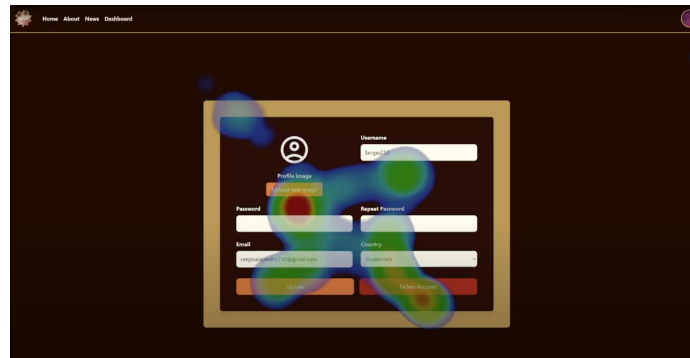 Home About News Dashboard
Username
Sergio210
Profile image
Upload new image
Password
Repeat Password
Email
Country
Guatemala
Update
Delete Account